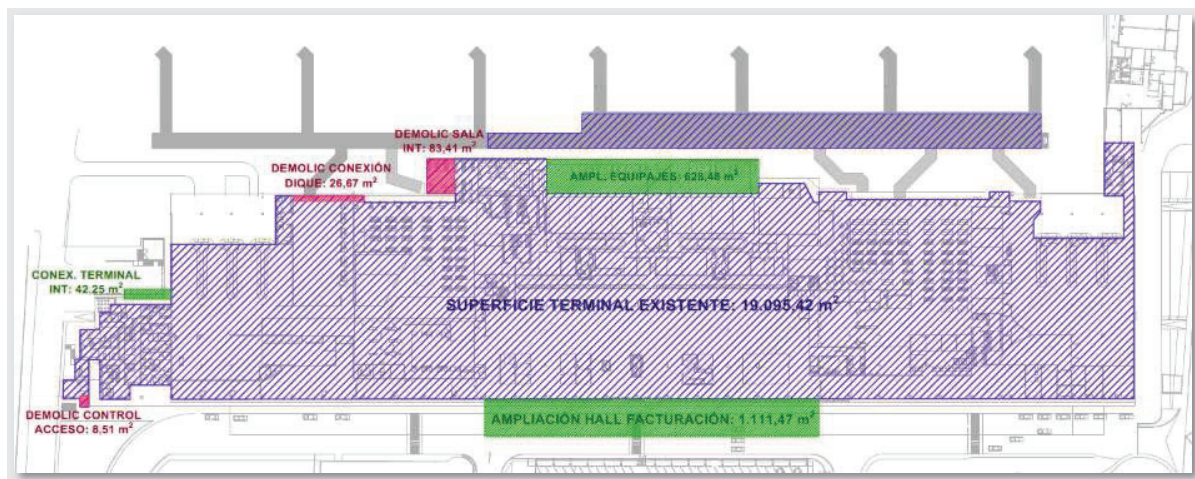 DEMOLIC SALA
INT: 83,41 m²
DEMOLIC CONEXIÓN
DIQUE: 26,67 m²
AMPL. EQUIPAJES: 626,48 m²
CONEX. TERMINAL
INT: 42.25 m²
SUPERFICIE TERMINAL EXISTENTE: 19.095,42 m²
DEMOLIC CONTROL
ACCESO: 8,51 m²
AMPLIACIÓN HALL FACTURACIÓN: 1.111,47 m²